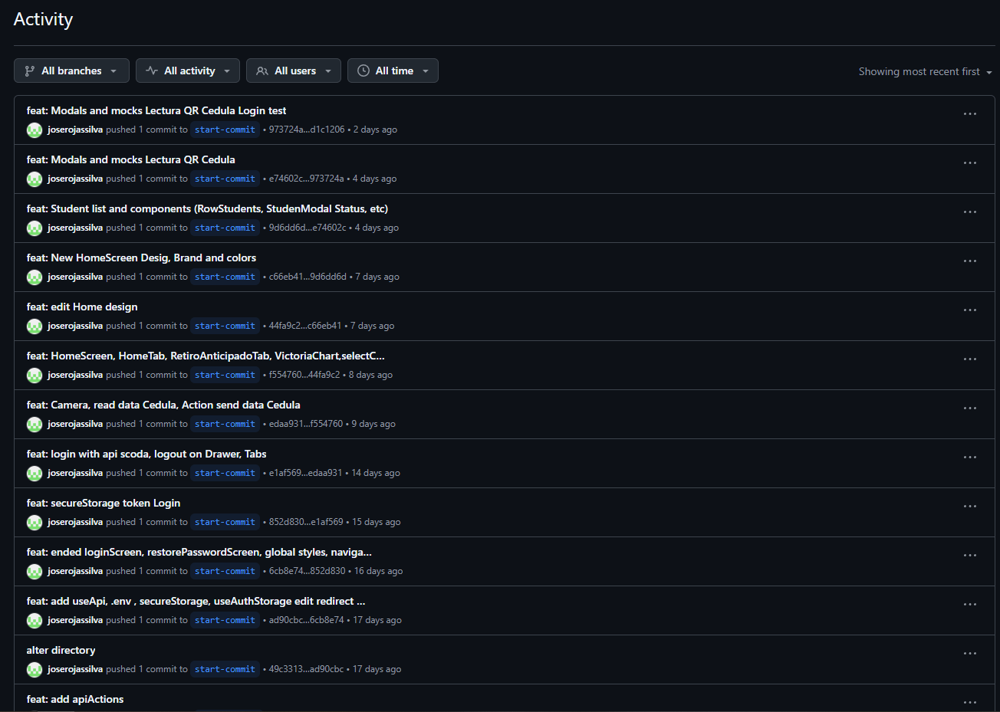 Activity
All branches All activity All users All time Showing most recent first
feat: Modals and mocks Lectura QR Cedula Login test
joserojassilva pushed 1 commit to start-commit • 973724a...d1c1206 • 2 days ago
feat: Modals and mocks Lectura QR Cedula
joserojassilva pushed 1 commit to start-commit • e74602c...973724a • 4 days ago
feat: Student list and components (RowStudents, StudenModal Status, etc)
joserojassilva pushed 1 commit to start-commit • 9d6dd6d...e74602c • 4 days ago
feat: New HomeScreen Desig, Brand and colors
joserojassilva pushed 1 commit to start-commit • c66eb41...9d6dd6d • 7 days ago
feat: edit Home design
joserojassilva pushed 1 commit to start-commit • 44fa9c2...c66eb41 • 7 days ago
feat: HomeScreen, HomeTab, RetiroAnticipadoTab, VictoriaChart,selectC...
joserojassilva pushed 1 commit to start-commit • f554760...44fa9c2 • 8 days ago
feat: Camera, read data Cedula, Action send data Cedula
joserojassilva pushed 1 commit to start-commit • edaa931...f554760 • 9 days ago
feat: login with api scoda, logout on Drawer, Tabs
joserojassilva pushed 1 commit to start-commit • e1af569...edaa931 • 14 days ago
feat: secureStorage token Login
joserojassilva pushed 1 commit to start-commit • 852d830...e1af569 • 15 days ago
feat: ended loginScreen, restorePasswordScreen, global styles, naviga...
joserojassilva pushed 1 commit to start-commit • 6cb8e74...852d830 • 16 days ago
feat: add useApi, .env , secureStorage, useAuthStorage edit redirect ...
joserojassilva pushed 1 commit to start-commit • ad90cbc...6cb8e74 • 17 days ago
alter directory
joserojassilva pushed 1 commit to start-commit • 49c3313...ad90cbc • 17 days ago
feat: add apiActions